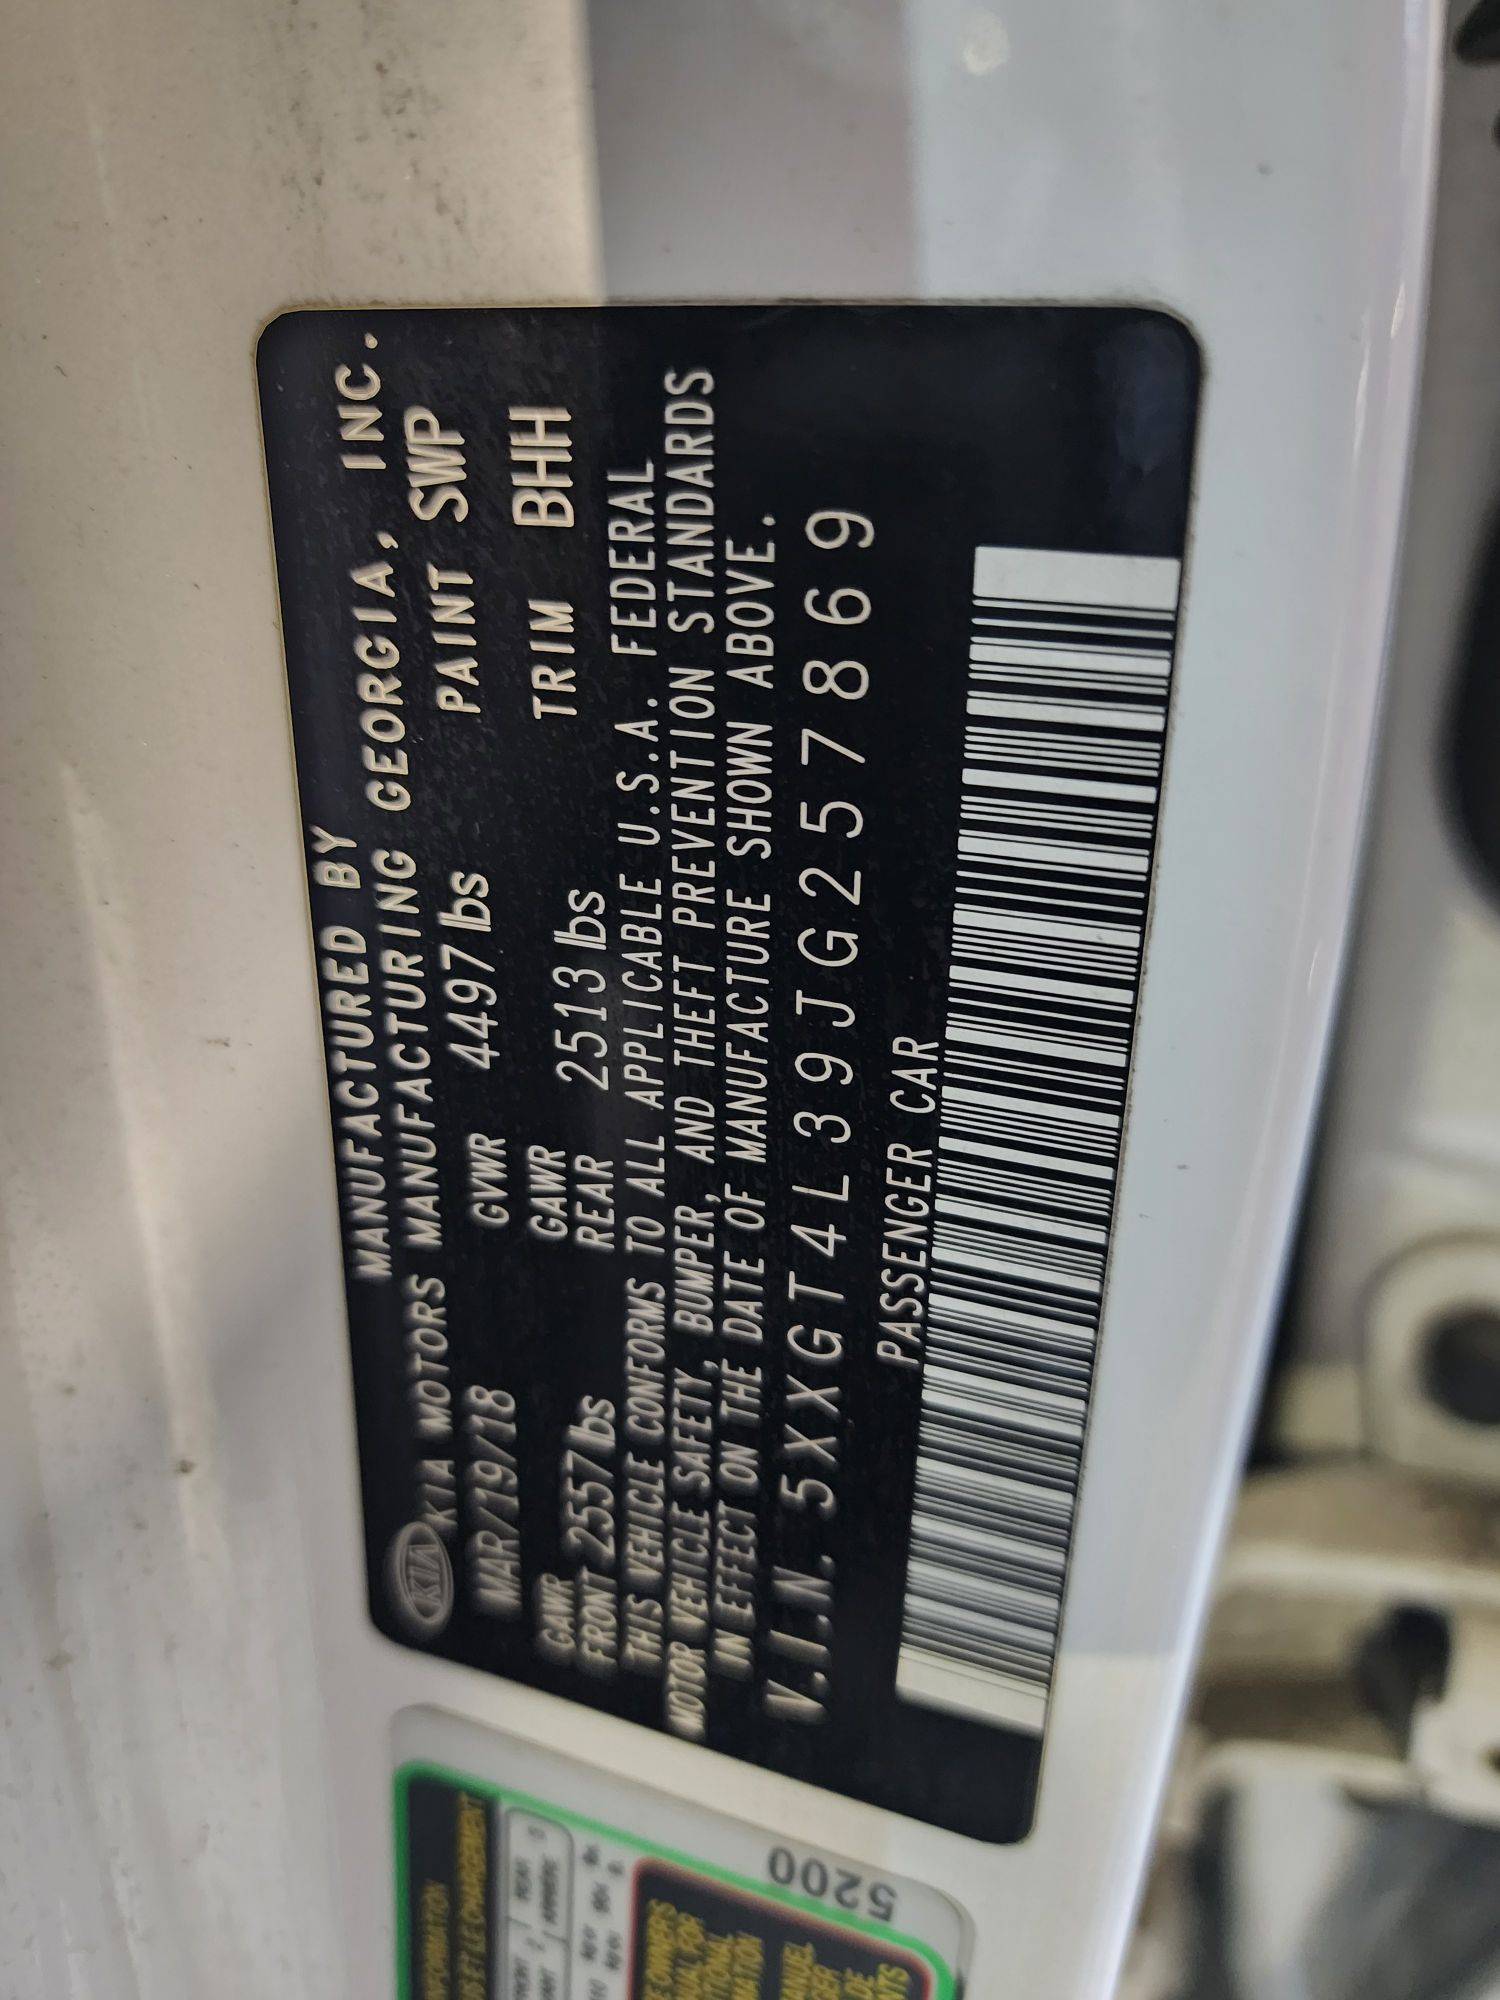 MANUFACTURED BY
KIA KIA MOTORS MANUFACTURING GEORGIA, INC.
MAR/19/18 GVWR 4497 lbs PAINT SWP
GAWR FRONT 2557 lbs GAWR REAR 2513 lbs TRIM BHH
THIS VEHICLE CONFORMS TO ALL APPLICABLE U.S.A. FEDERAL
MOTOR VEHICLE SAFETY, BUMPER, AND THEFT PREVENTION STANDARDS
IN EFFECT ON THE DATE OF MANUFACTURE SHOWN ABOVE.
V.I.N. 5XXGT4L39JG257869
PASSENGER CAR
5200
INFORMATION